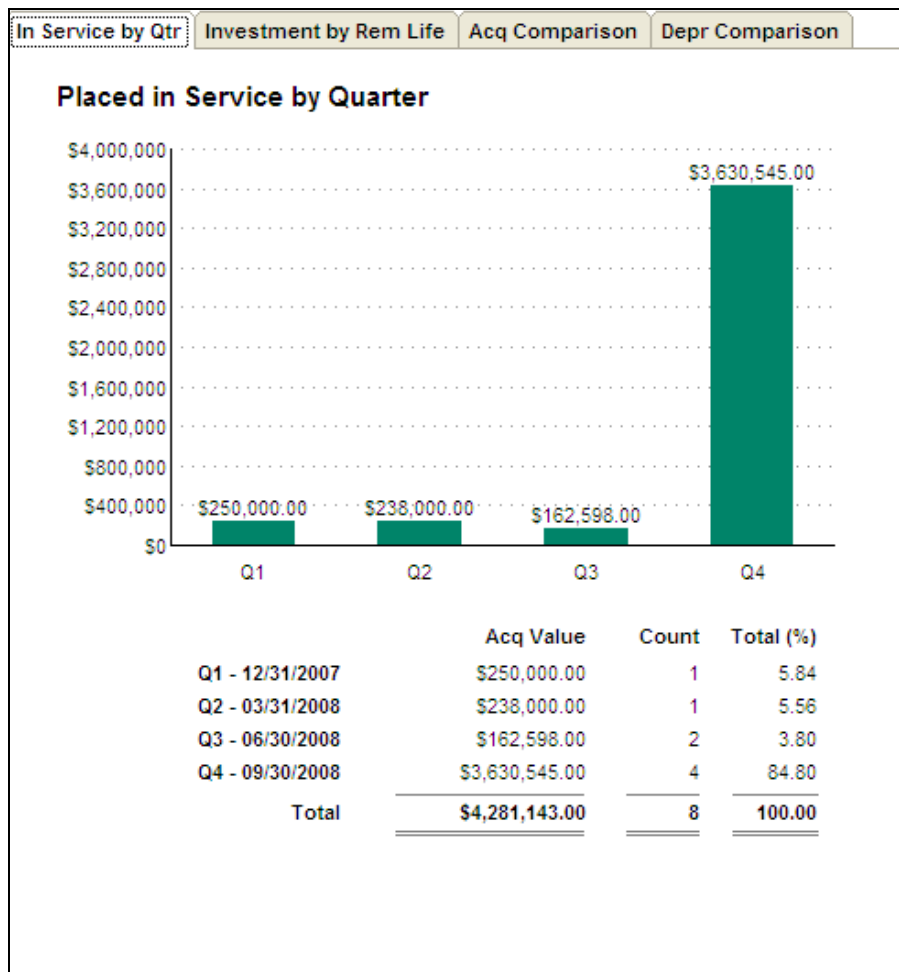 In Service by Qtr Investment by Rem Life Acq Comparison Depr Comparison
Placed in Service by Quarter
$4,000,000
$3,630,545.00
$3,600,000
$3,200,000
$2,800,000
$2,400,000
$2,000,000
$1,600,000
$1,200,000
$800,000
$400,000 $250,000.00 $238,000.00 $162,598.00
$0
Q1 Q2 Q3 Q4
Acq Value Count Total (%)
Q1 - 12/31/2007 $250,000.00 1 5.84
Q2 - 03/31/2008 $238,000.00 1 5.56
Q3 - 06/30/2008 $162,598.00 2 3.80
Q4 - 09/30/2008 $3,630,545.00 4 84.80
Total $4,281,143.00 8 100.00